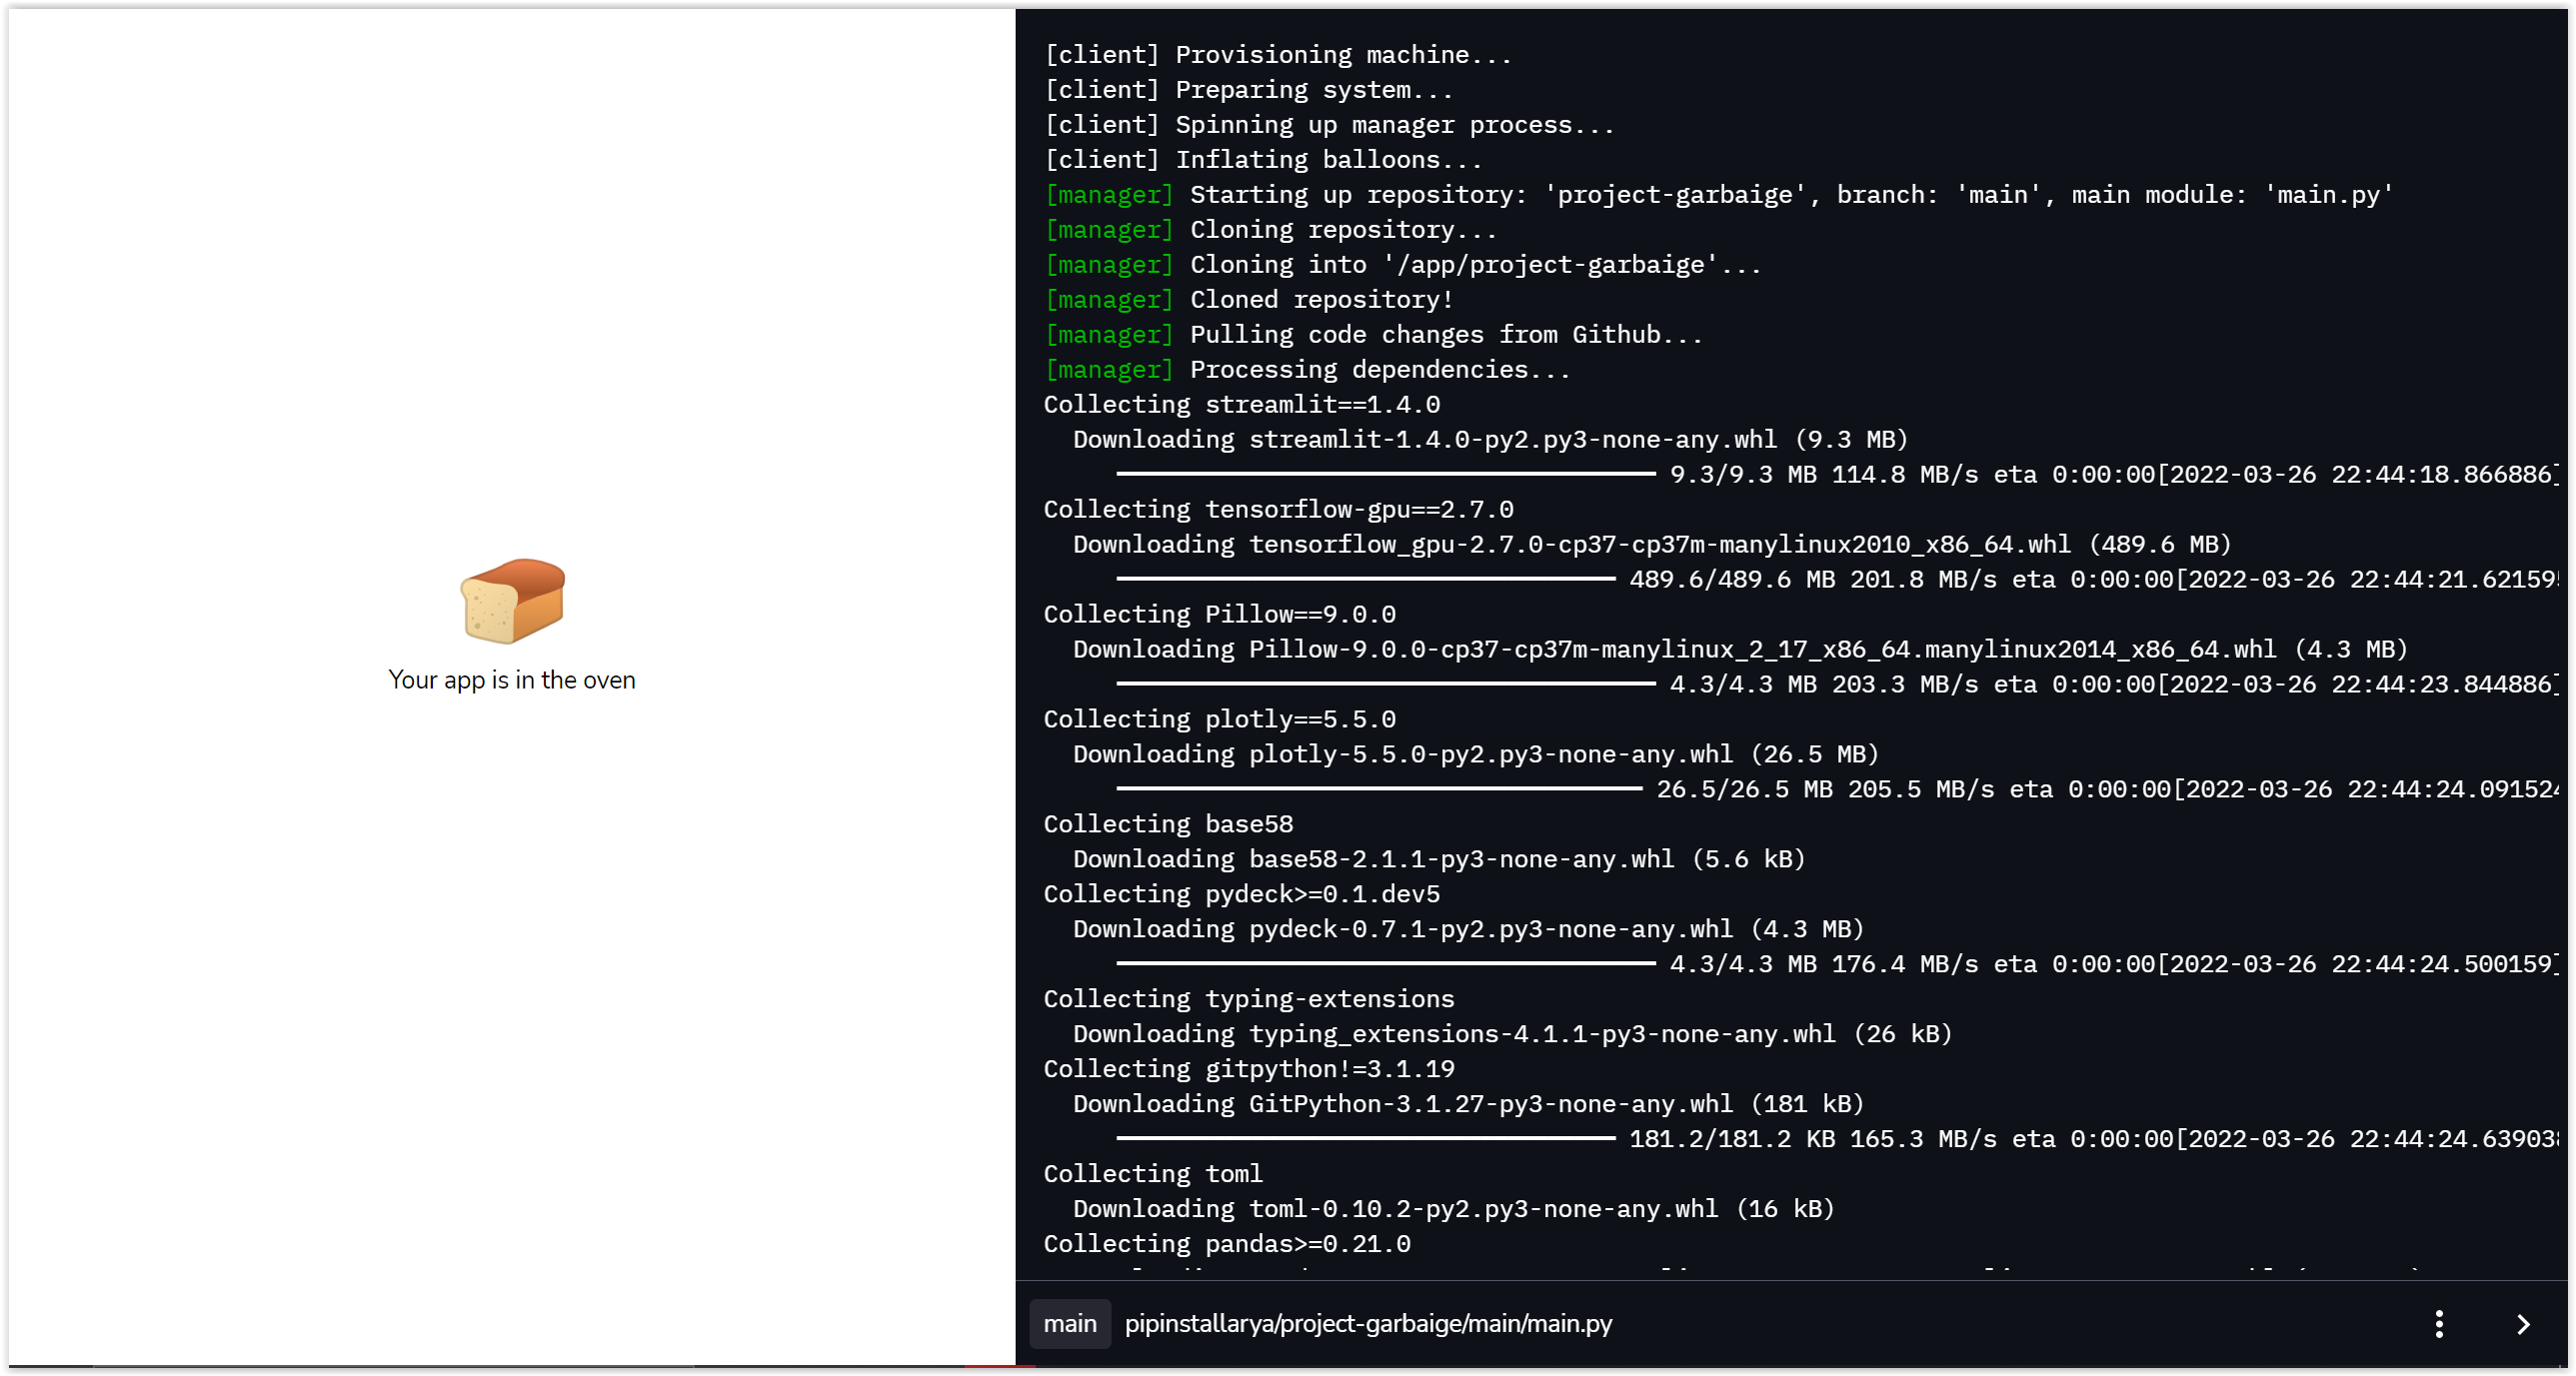 Your app is in the oven
[client] Provisioning machine...
[client] Preparing system...
[client] Spinning up manager process...
[client] Inflating balloons...
[manager] Starting up repository: 'project-garbaige', branch: 'main', main module: 'main.py'
[manager] Cloning repository...
[manager] Cloning into '/app/project-garbaige'...
[manager] Cloned repository!
[manager] Pulling code changes from Github...
[manager] Processing dependencies...
Collecting streamlit==1.4.0
Downloading streamlit-1.4.0-py2.py3-none-any.whl (9.3 MB)
9.3/9.3 MB 114.8 MB/s eta 0:00:00[2022-03-26 22:44:18.866886]
Collecting tensorflow-gpu==2.7.0
Downloading tensorflow_gpu-2.7.0-cp37-cp37m-manylinux2010_x86_64.whl (489.6 MB)
489.6/489.6 MB 201.8 MB/s eta 0:00:00[2022-03-26 22:44:21.62159
Collecting Pillow==9.0.0
Downloading Pillow-9.0.0-cp37-cp37m-manylinux_2_17_x86_64.manylinux2014_x86_64.whl (4.3 MB)
4.3/4.3 MB 203.3 MB/s eta 0:00:00[2022-03-26 22:44:23.844886]
Collecting plotly==5.5.0
Downloading plotly-5.5.0-py2.py3-none-any.whl (26.5 MB)
26.5/26.5 MB 205.5 MB/s eta 0:00:00[2022-03-26 22:44:24.091524
Collecting base58
Downloading base58-2.1.1-py3-none-any.whl (5.6 kB)
Collecting pydeck>=0.1.dev5
Downloading pydeck-0.7.1-py2.py3-none-any.whl (4.3 MB)
4.3/4.3 MB 176.4 MB/s eta 0:00:00[2022-03-26 22:44:24.500159]
Collecting typing-extensions
Downloading typing_extensions-4.1.1-py3-none-any.whl (26 kB)
Collecting gitpython!=3.1.19
Downloading GitPython-3.1.27-py3-none-any.whl (181 kB)
181.2/181.2 KB 165.3 MB/s eta 0:00:00[2022-03-26 22:44:24.63903
Collecting toml
Downloading toml-0.10.2-py2.py3-none-any.whl (16 kB)
Collecting pandas>=0.21.0
main pipinstallarya/project-garbaige/main/main.py